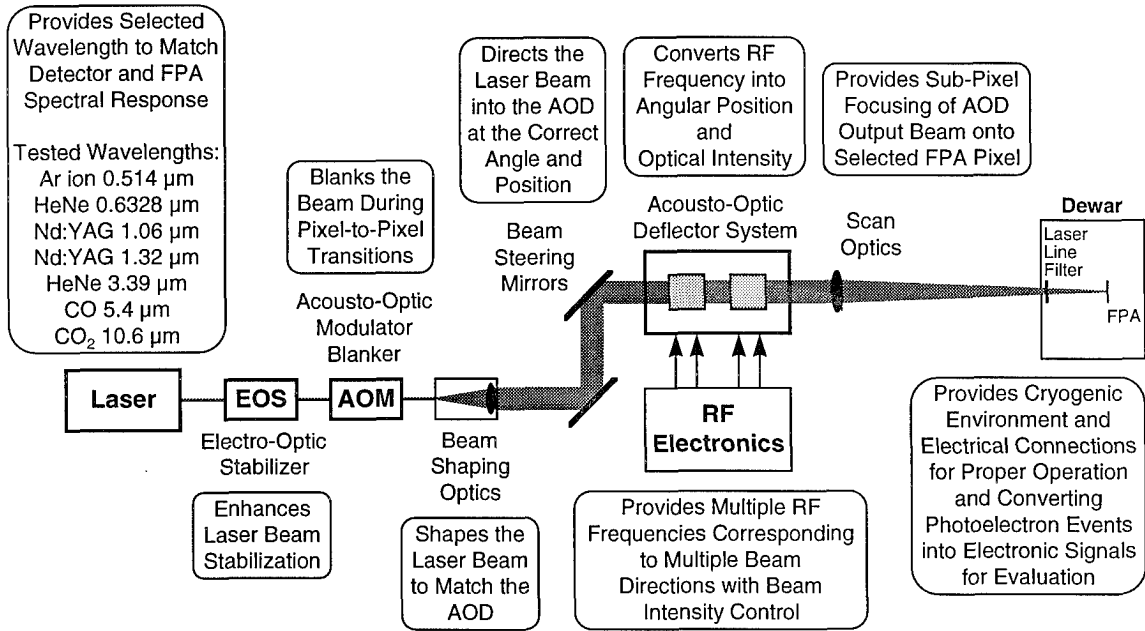 Provides Selected
Wavelength to Match
Detector and FPA
Spectral Response
Tested Wavelengths:
Ar ion 0.514 µm
HeNe 0.6328 µm
Nd:YAG 1.06 µm
Nd:YAG 1.32 µm
HeNe 3.39 µm
CO 5.4 µm
CO₂ 10.6 µm
Laser
EOS
Electro-Optic
Stabilizer
Enhances
Laser Beam
Stabilization
Blanks the
Beam During
Pixel-to-Pixel
Transitions
Acousto-Optic
Modulator
Blanker
AOM
Beam
Shaping
Optics
Shapes the
Laser Beam
to Match the
AOD
Directs the
Laser Beam
into the AOD
at the Correct
Angle and
Position
Beam
Steering
Mirrors
Converts RF
Frequency into
Angular Position
and
Optical Intensity
Acousto-Optic
Deflector System
RF
Electronics
Provides Multiple RF
Frequencies Corresponding
to Multiple Beam
Directions with Beam
Intensity Control
Provides Sub-Pixel
Focusing of AOD
Output Beam onto
Selected FPA Pixel
Scan
Optics
Dewar
Laser
Line
Filter
FPA
Provides Cryogenic
Environment and
Electrical Connections
for Proper Operation
and Converting
Photoelectron Events
into Electronic Signals
for Evaluation